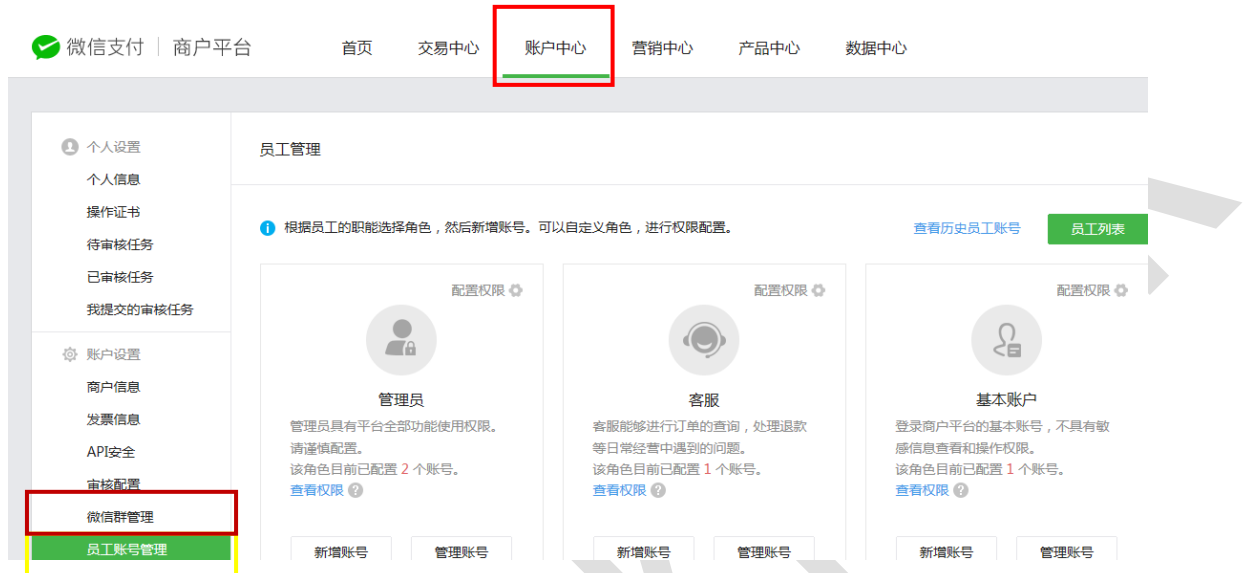 微信支付 商户平台 首页 交易中心 账户中心 营销中心 产品中心 数据中心
个人设置
个人信息
操作证书
待审核任务
已审核任务
我提交的审核任务
账户设置
商户信息
发票信息
API安全
审核配置
微信群管理
员工账号管理
员工管理
根据员工的职能选择角色，然后新增账号。可以自定义角色，进行权限配置。 查看历史员工账号 员工列表
配置权限
管理员
管理员具有平台全部功能使用权限。
请谨慎配置。
该角色目前已配置 2 个账号。
查看权限
新增账号 管理账号
配置权限
客服
客服能够进行订单的查询，处理退款
等日常经营中遇到的问题。
该角色目前已配置 1 个账号。
查看权限
新增账号 管理账号
配置权限
基本账户
登录商户平台的基本账号，不具有敏
感信息查看和操作权限。
该角色目前已配置 1 个账号。
查看权限
新增账号 管理账号